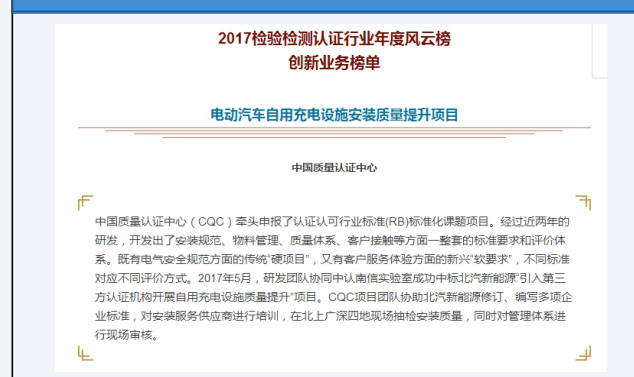 2017检验检测认证行业年度风云榜
创新业务榜单
电动汽车自用充电设施安装质量提升项目
中国质量认证中心
中国质量认证中心（CQC）牵头申报了认证认可行业标准(RB)标准化课题项目。经过近两年的
研发，开发出了安装规范、物料管理、质量体系、客户接触等方面一整套的标准要求和评价体
系。既有电气安全规范方面的传统“硬项目”，又有客户服务体验方面的新兴“软要求”，不同标准
对应不同评价方式。2017年5月，研发团队协同中认南信实验室成功中标北汽新能源“引入第三
方认证机构开展自用充电设施质量提升”项目。CQC项目团队协助北汽新能源修订、编写多项企
业标准，对安装服务供应商进行培训，在北上广深四地现场抽检安装质量，同时对管理体系进
行现场审核。